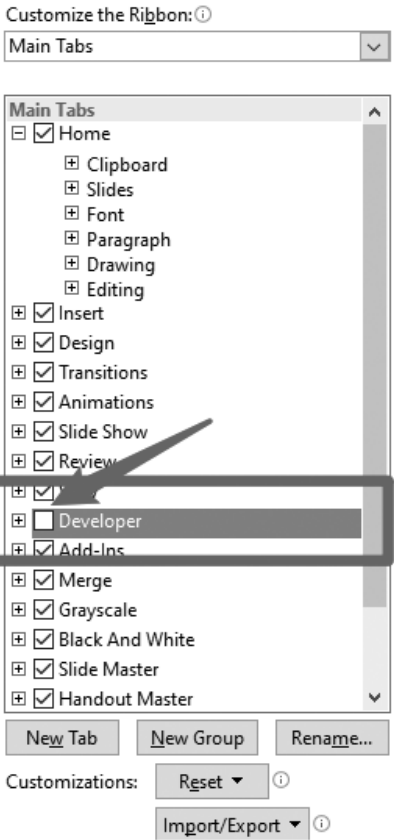 Customize the Ribbon:
Main Tabs
Main Tabs
Home
Clipboard
Slides
Font
Paragraph
Drawing
Editing
Insert
Design
Transitions
Animations
Slide Show
Review
Developer
Add-Ins
Merge
Grayscale
Black And White
Slide Master
Handout Master
New Tab New Group Rename...
Customizations: Reset
Import/Export